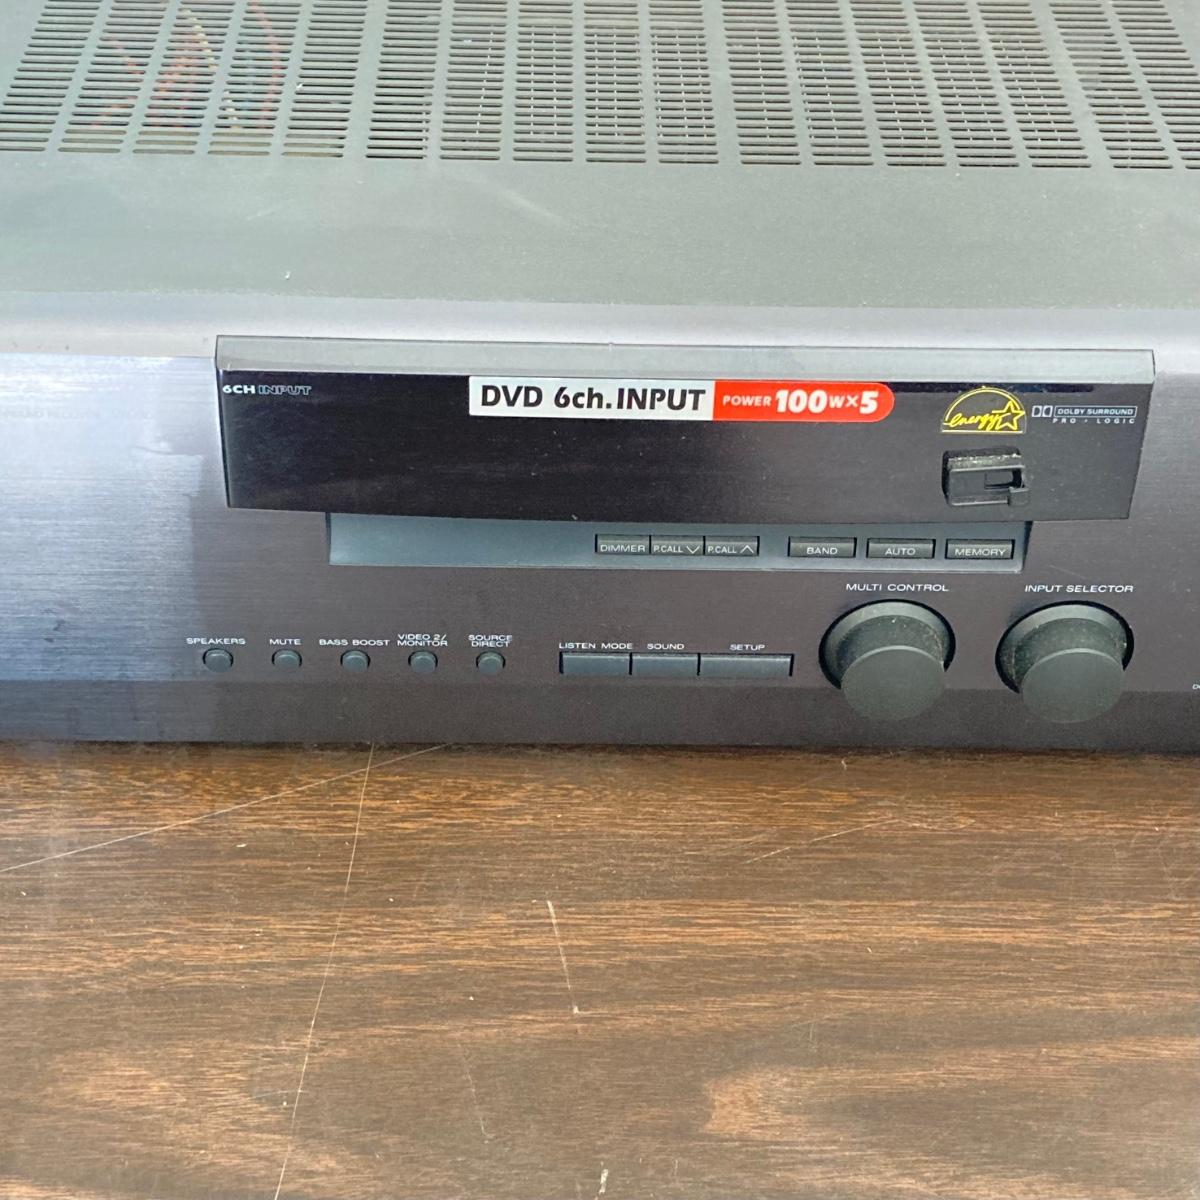 6CH INPUT
DVD 6ch.INPUT POWER 100W×5
energy
DOLBY SURROUND
PRO • LOGIC
DIMMER P.CALL P.CALL BAND AUTO MEMORY
MULTI CONTROL INPUT SELECTOR
SPEAKERS MUTE BASS BOOST VIDEO 2/ MONITOR SOURCE DIRECT
LISTEN MODE SOUND SETUP